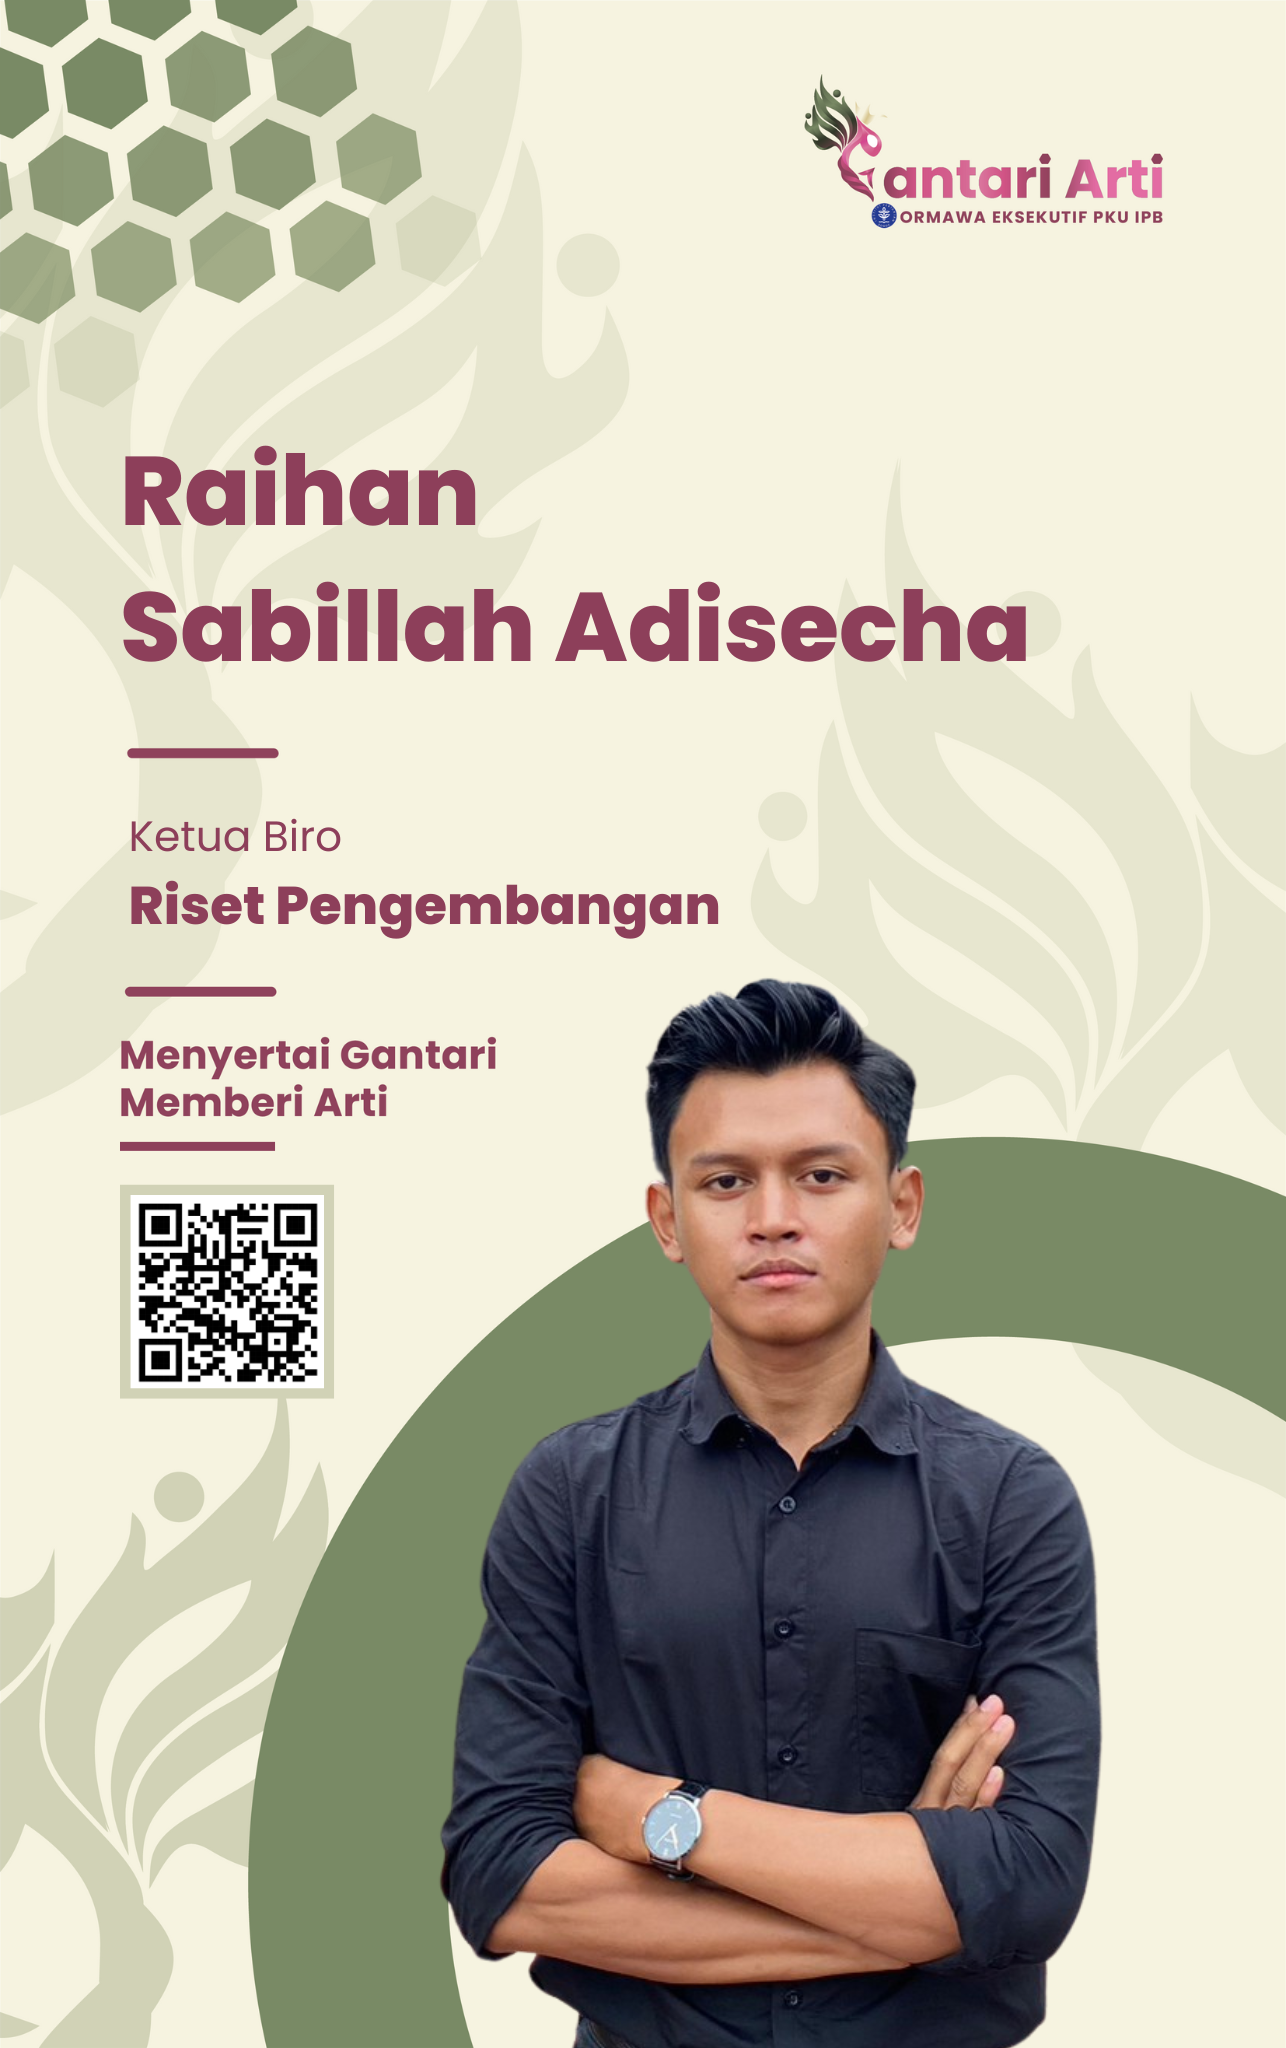 Gantari Arti
ORMAWA EKSEKUTIF PKU IPB
Raihan
Sabillah Adisecha
Ketua Biro
Riset Pengembangan
Menyertai Gantari
Memberi Arti